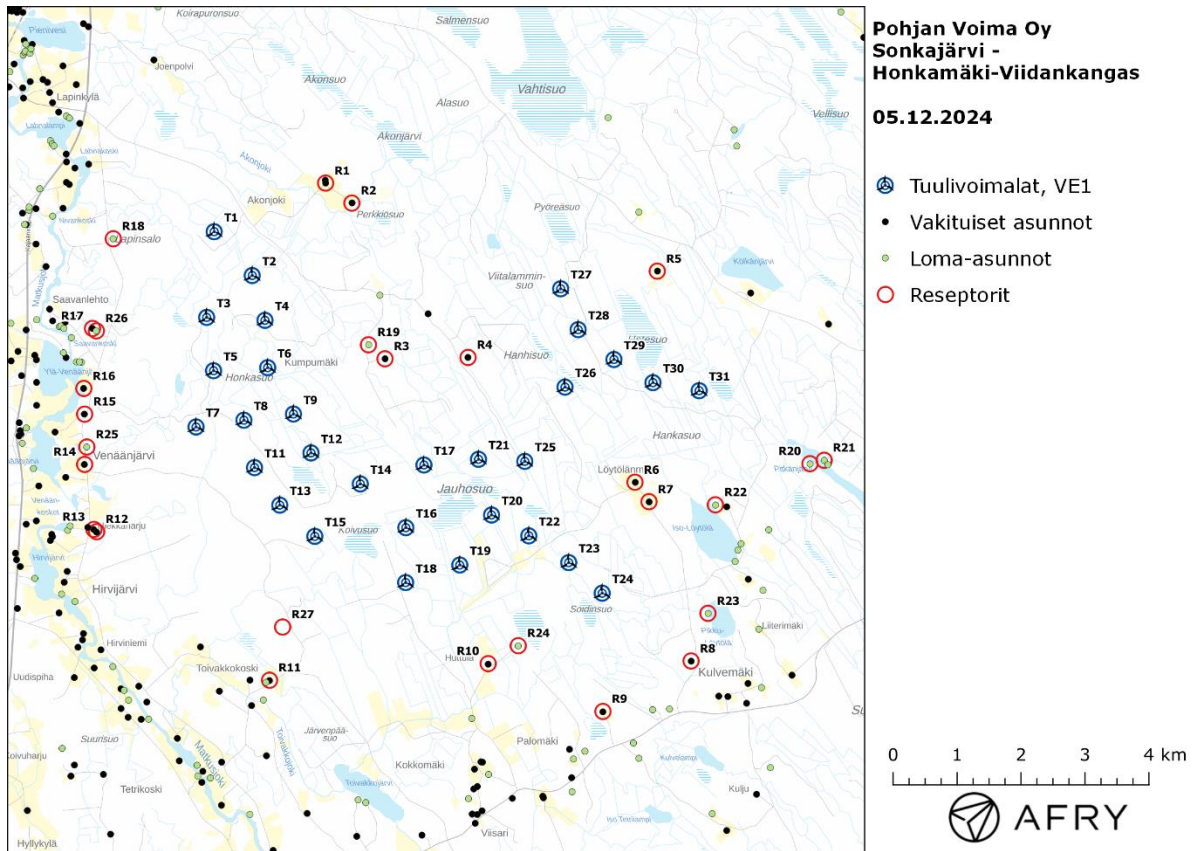 Pohjan Voima Oy
Sonkajärvi -
Honkamäki-Viidankangas
05.12.2024
Tuulivoimalat, VE1
Vakituiset asunnot
Loma-asunnot
Reseptorit
0 1 2 3 4 km
AFRY
Koirapuronsuo
Salmensuo
Joenpolvi
Akonsuo
Vahtisuo
Lapinkylä
Alasuo
Vellisuo
Akonjärvi
Akonjoki
R1
R2
Akonjoki
Perkkiösuo
Pyöreäsuo
T1
R18
T2
Viitalammin-
suo
T27
R5
Matkusjoki
Saavanlehto
T3
T4
T28
R17
R26
R19
R3
R4
Hanhisuo
T29
T5
T6
Kumpumäki
Honkasuo
T26
T30
T31
R16
R15
T7
T8
T9
Hankasuo
R25
R14
Venäänjärvi
T11
T12
T17
T21
T25
R20
R21
T14
Jauhosuo
R6
R7
R22
T13
T20
R13
R12
T15
Koivusuo
T16
T22
T19
T23
T18
T24
Hirvijärvi
Soidinsuo
R23
R27
Hirviniemi
R24
Liiterimäki
R10
R8
Toivakkokoski
R11
Kulvemäki
Uudispiha
R9
Suurisuo
Järvenpää-
suo
Toivakkojoki
Palomäki
Matkusjoki
Kokkomäki
Toivakkojärvi
Tetrikoski
Kulju
Viisari
Hyllykylä